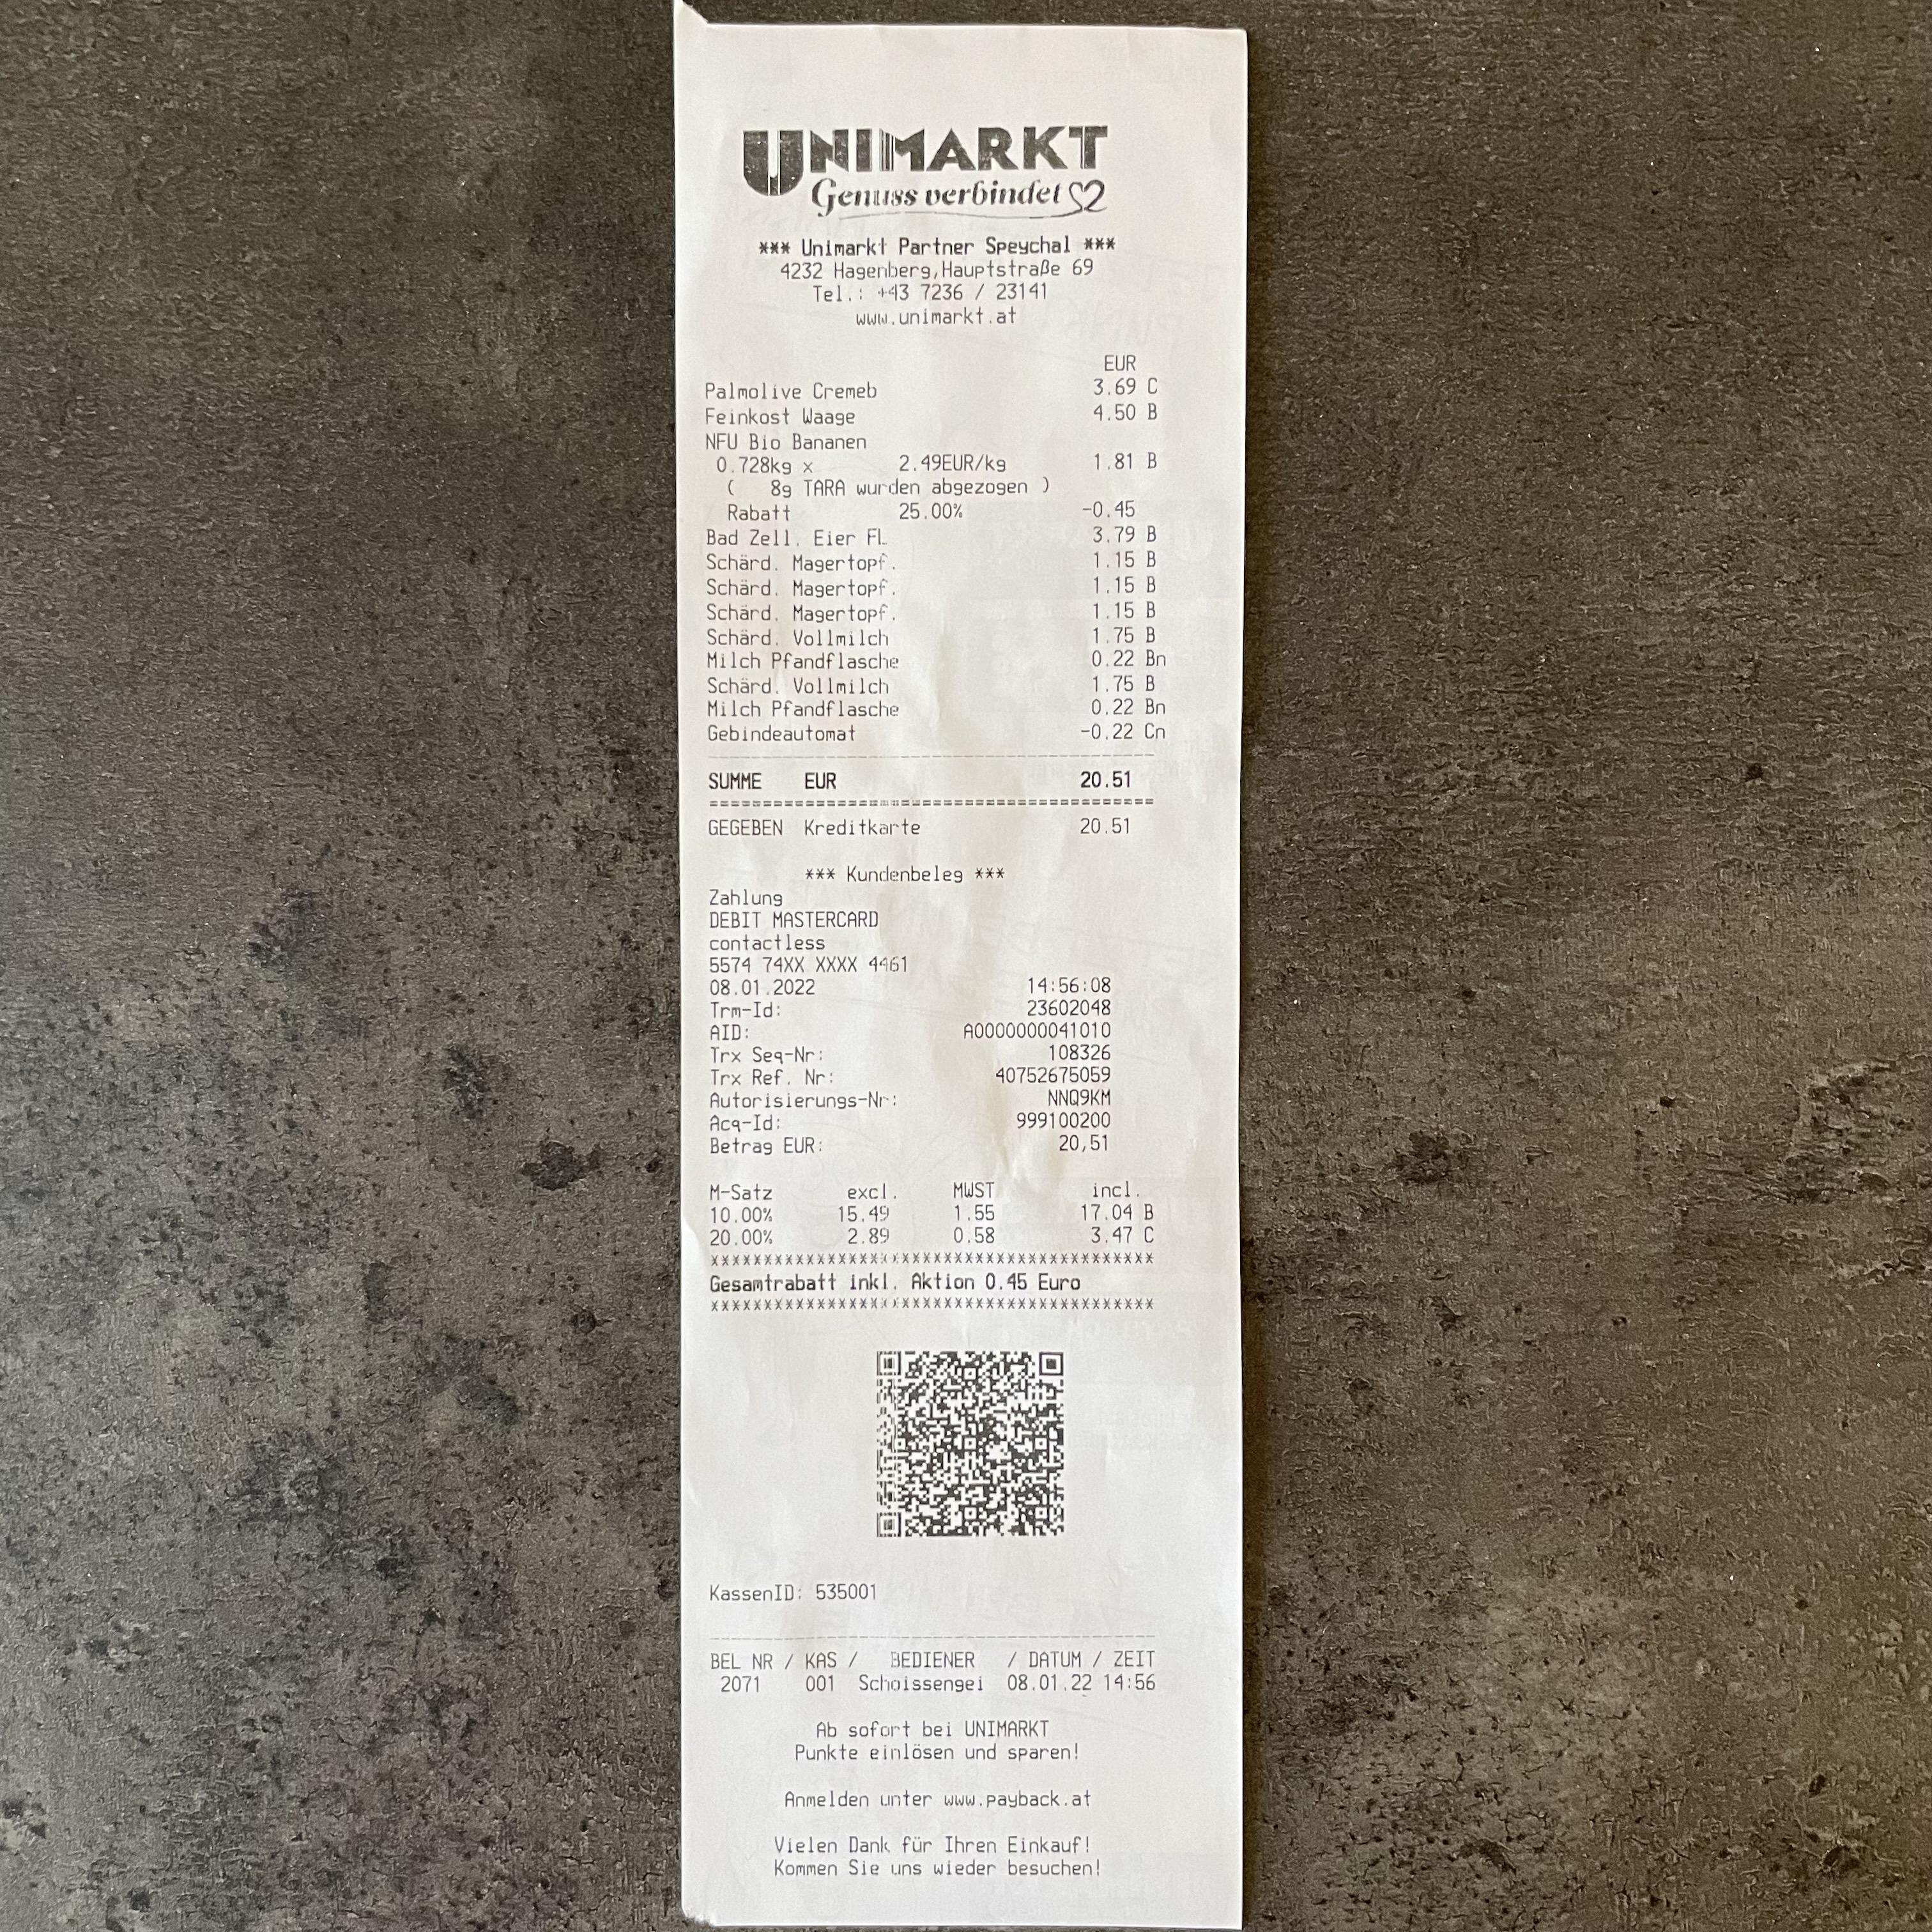 UNIMARKT
Genuss verbindet
*** Unimarkt Partner Speychal ***
4232 Hagenberg,Hauptstraße 69
Tel.: +43 7236 / 23141
www.unimarkt.at
EUR
Palmolive Cremeb 3.69 C
Feinkost Waage 4.50 B
NFU Bio Bananen
0.728kg x 2.49EUR/kg 1.81 B
( 8g TARA wurden abgezogen )
Rabatt 25.00% -0.45
Bad Zell. Eier FL 3.79 B
Schärd. Magertopf. 1.15 B
Schärd. Magertopf. 1.15 B
Schärd. Magertopf. 1.15 B
Schärd. Vollmilch 1.75 B
Milch Pfandflasche 0.22 Bn
Schärd. Vollmilch 1.75 B
Milch Pfandflasche 0.22 Bn
Gebindeautomat -0.22 Cn
SUMME EUR 20.51
GEGEBEN Kreditkarte 20.51
*** Kundenbeleg ***
Zahlung
DEBIT MASTERCARD
contactless
5574 74XX XXXX 4461
08.01.2022 14:56:08
Trm-Id: 23602048
AID: A0000000041010
Trx Seq-Nr: 108326
Trx Ref. Nr: 40752675059
Autorisierungs-Nr: NNQ9KM
Acq-Id: 999100200
Betrag EUR: 20,51
M-Satz excl. MWST incl.
10.00% 15.49 1.55 17.04 B
20.00% 2.89 0.58 3.47 C
******************************************
Gesamtrabatt inkl. Aktion 0.45 Euro
******************************************
KassenID: 535001
BEL NR / KAS / BEDIENER / DATUM / ZEIT
2071 001 Schoissengei 08.01.22 14:56
Ab sofort bei UNIMARKT
Punkte einlösen und sparen!
Anmelden unter www.payback.at
Vielen Dank für Ihren Einkauf!
Kommen Sie uns wieder besuchen!